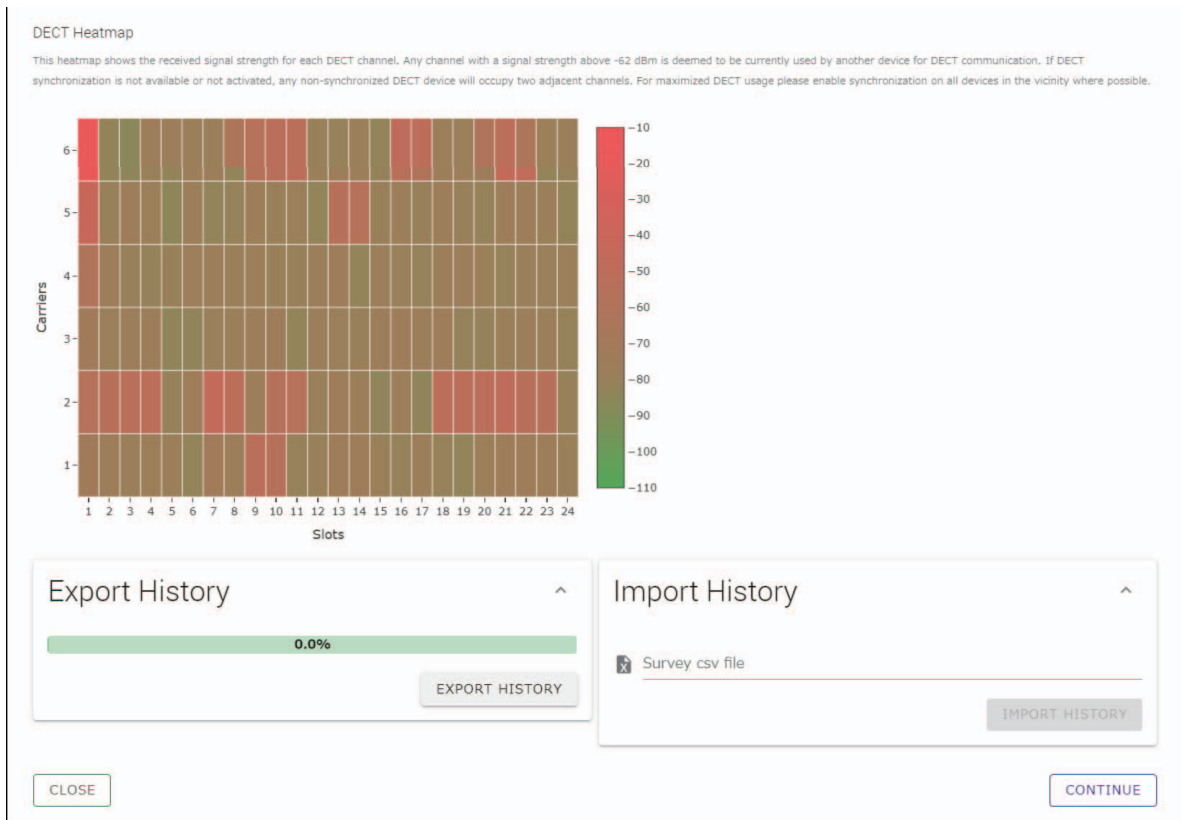 DECT Heatmap
This heatmap shows the received signal strength for each DECT channel. Any channel with a signal strength above -62 dBm is deemed to be currently used by another device for DECT communication. If DECT
synchronization is not available or not activated, any non-synchronized DECT device will occupy two adjacent channels. For maximized DECT usage please enable synchronization on all devices in the vicinity where possible.
6
5
4
3
2
1
Carriers
1 2 3 4 5 6 7 8 9 10 11 12 13 14 15 16 17 18 19 20 21 22 23 24
Slots
−10
−20
−30
−40
−50
−60
−70
−80
−90
−100
−110
Export History
0.0%
EXPORT HISTORY
Import History
Survey csv file
IMPORT HISTORY
CLOSE
CONTINUE